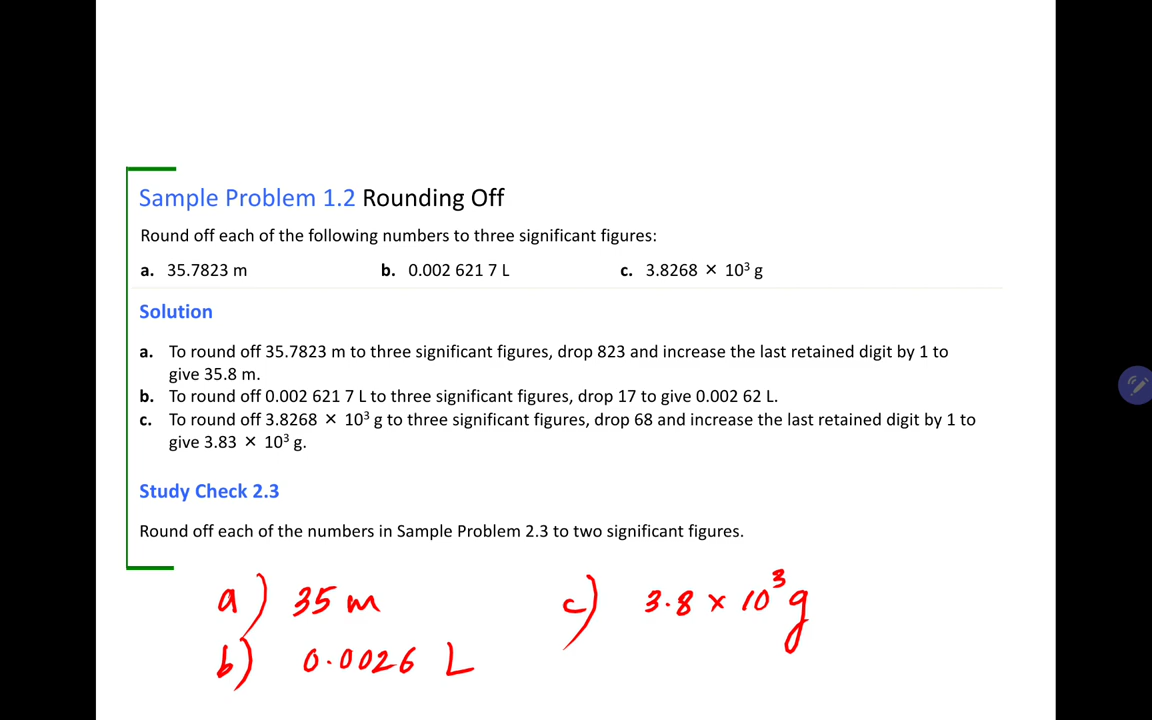 Sample Problem 1.2 Rounding Off
Round off each of the following numbers to three significant figures:
a. 35.7823 m b. 0.002 621 7 L c. 3.8268 × 10³ g
Solution
a. To round off 35.7823 m to three significant figures, drop 823 and increase the last retained digit by 1 to
give 35.8 m.
b. To round off 0.002 621 7 L to three significant figures, drop 17 to give 0.002 62 L.
c. To round off 3.8268 × 10³ g to three significant figures, drop 68 and increase the last retained digit by 1 to
give 3.83 × 10³ g.
Study Check 2.3
Round off each of the numbers in Sample Problem 2.3 to two significant figures.
a) 35 m c) 3.8 × 10³ g
b) 0.0026 L